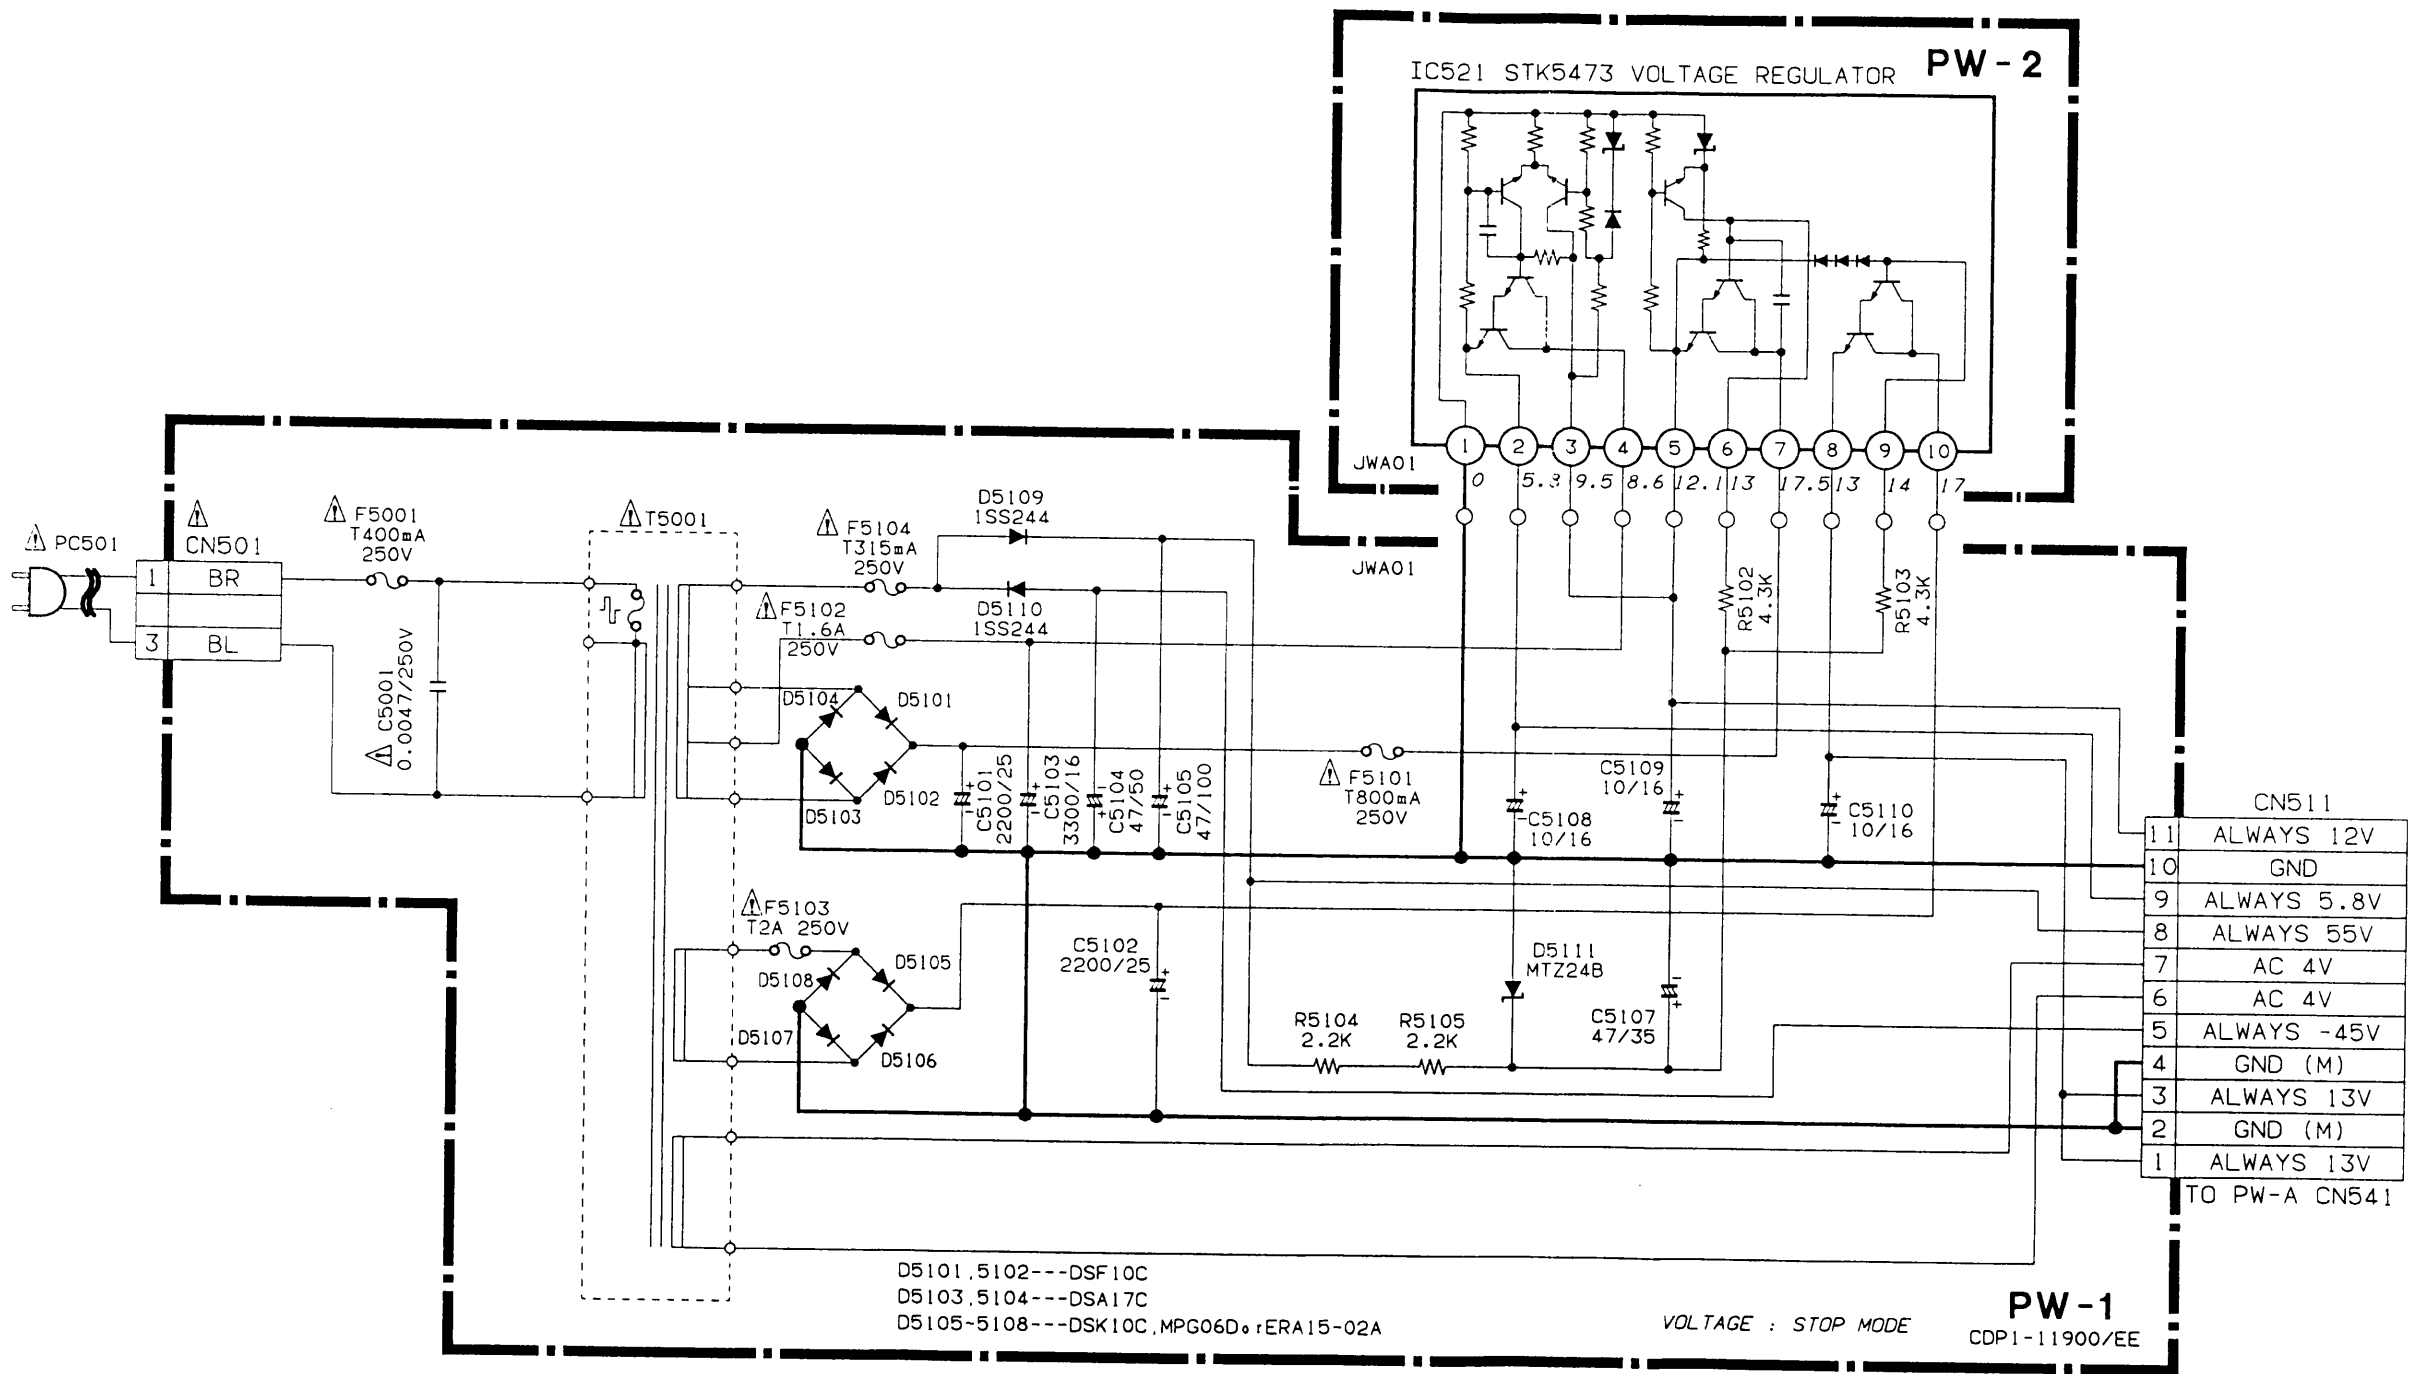 PW-2
IC521 STK5473 VOLTAGE REGULATOR
1 2 3 4 5 6 7 8 9 10
JWA01
0 5.8 9.5 8.6 12.1 13 17.5 13 14 17
JWA01
PC501
CN501
1 BR
3 BL
F5001
T400mA
250V
C5001
0.0047/250V
T5001
F5104
T315mA
250V
D5109
1SS244
D5110
1SS244
F5102
T1.6A
250V
R5102
4.3K
R5103
4.3K
D5104
D5101
D5103
D5102
C5101
2200/25
C5103
3300/16
C5104
47/50
C5105
47/100
F5101
T800mA
250V
C5108
10/16
C5109
10/16
C5110
10/16
F5103
T2A 250V
D5108
D5105
D5107
D5106
C5102
2200/25
D5111
MTZ24B
R5104
2.2K
R5105
2.2K
C5107
47/35
CN511
11 ALWAYS 12V
10 GND
9 ALWAYS 5.8V
8 ALWAYS 55V
7 AC 4V
6 AC 4V
5 ALWAYS -45V
4 GND (M)
3 ALWAYS 13V
2 GND (M)
1 ALWAYS 13V
TO PW-A CN541
D5101,5102---DSF10C
D5103,5104---DSA17C
D5105~5108---DSK10C,MPG06DorERA15-02A
VOLTAGE : STOP MODE
PW-1
CDP1-11900/EE